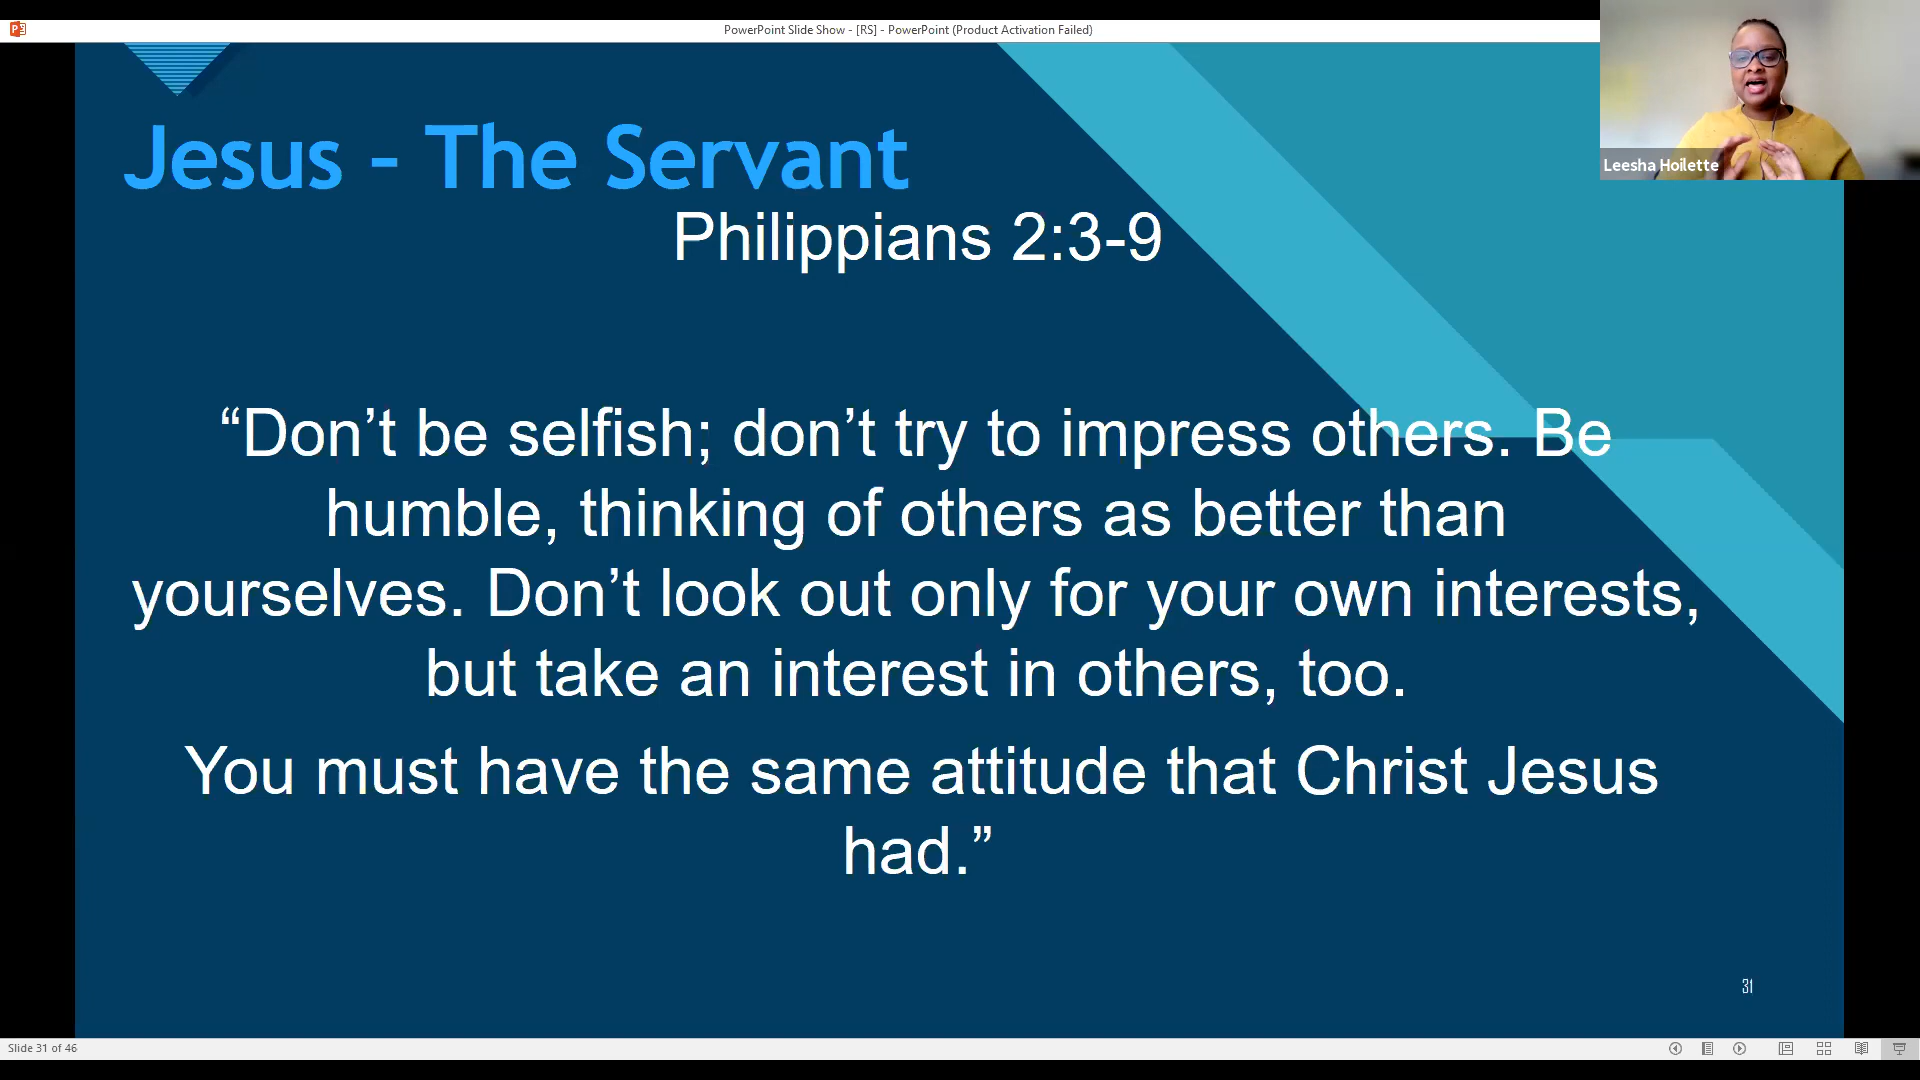 PowerPoint Slide Show - [RS] - PowerPoint (Product Activation Failed)
Leesha Hoilette
Jesus - The Servant
Philippians 2:3-9
“Don’t be selfish; don’t try to impress others. Be
humble, thinking of others as better than
yourselves. Don’t look out only for your own interests,
but take an interest in others, too.
You must have the same attitude that Christ Jesus
had.”
31
Slide 31 of 46